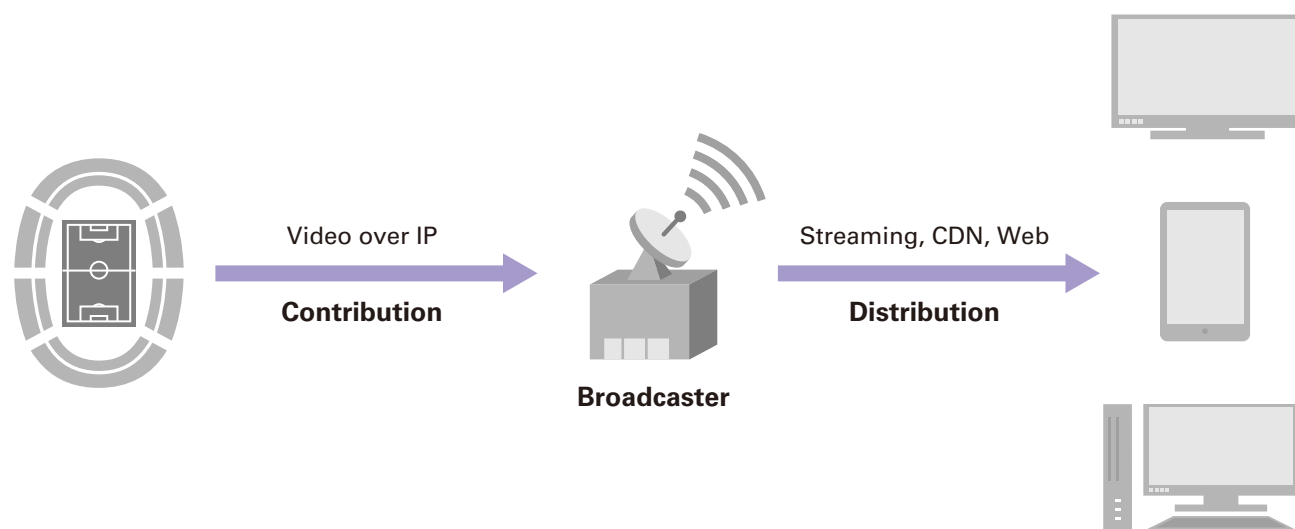 Video over IP
Contribution
Broadcaster
Streaming, CDN, Web
Distribution